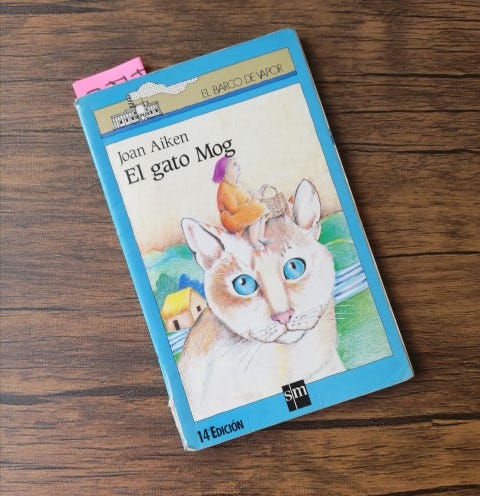 EL BARCO DE VAPOR
Joan Aiken
El gato Mog
sm
14 EDICIÓN